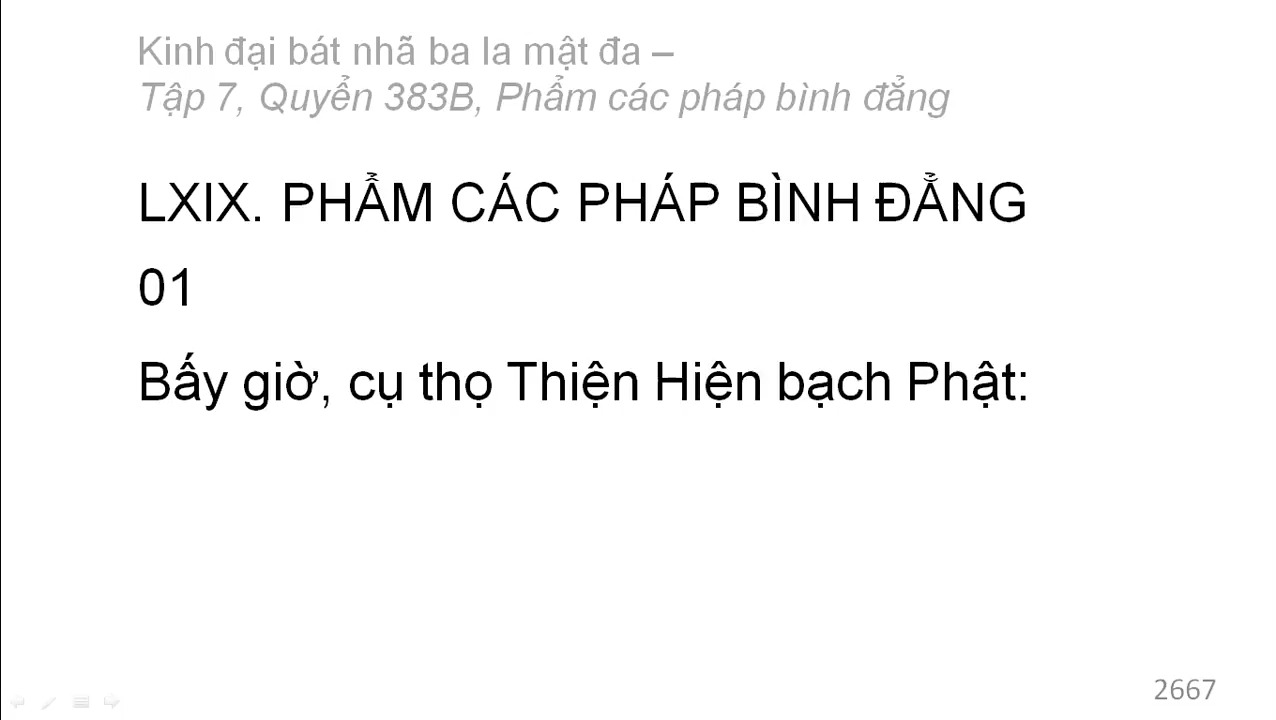 Kinh đại bát nhã ba la mật đa –
Tập 7, Quyển 383B, Phẩm các pháp bình đẳng
LXIX. PHẨM CÁC PHÁP BÌNH ĐẲNG
01
Bấy giờ, cụ thọ Thiện Hiện bạch Phật:
2667